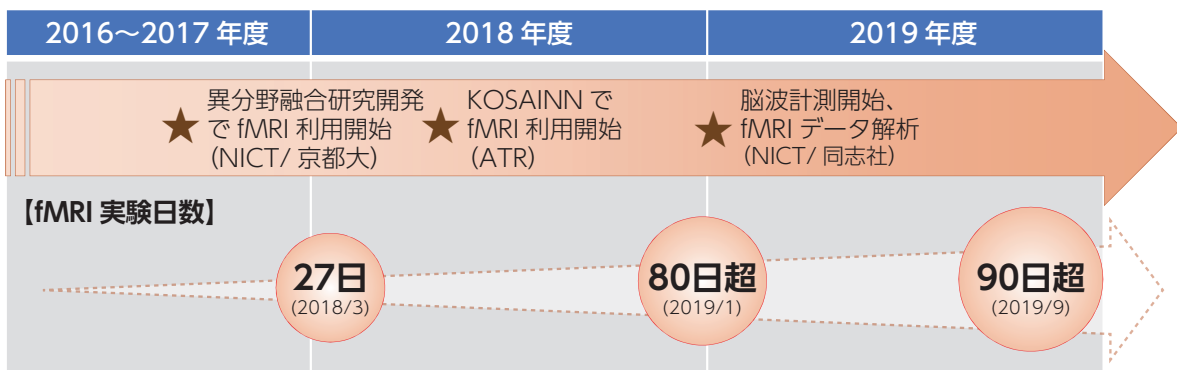 2016～2017 年度
2018 年度
2019 年度
異分野融合研究開発
で fMRI 利用開始
(NICT/ 京都大)
KOSAINN で
fMRI 利用開始
(ATR)
脳波計測開始、
fMRI データ解析
(NICT/ 同志社)
【fMRI 実験日数】
27日
(2018/3)
80日超
(2019/1)
90日超
(2019/9)